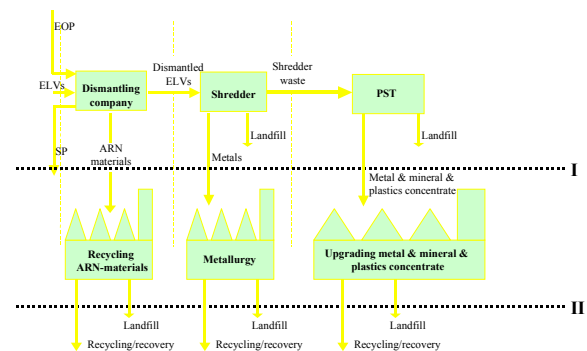 EOP
ELVs
Dismantling
company
Dismantled
ELVs
Shredder
Shredder
waste
PST
SP
ARN
materials
Landfill
Metals
Landfill
I
Metal & mineral &
plastics concentrate
Recycling
ARN-materials
Metallurgy
Upgrading metal & mineral &
plastics concentrate
II
Landfill
Landfill
Landfill
Recycling/recovery
Recycling/recovery
Recycling/recovery